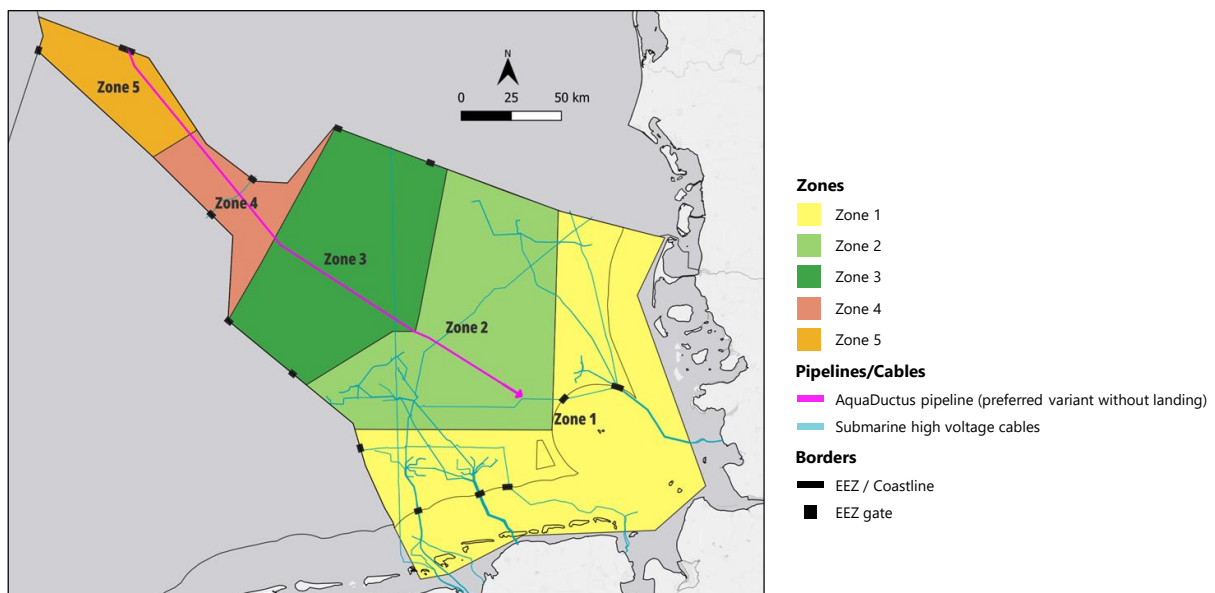 Zone 5
N
0 25 50 km
Zone 4
Zone 3
Zone 2
Zone 1
Zones
Zone 1
Zone 2
Zone 3
Zone 4
Zone 5
Pipelines/Cables
AquaDuctus pipeline (preferred variant without landing)
Submarine high voltage cables
Borders
EEZ / Coastline
EEZ gate